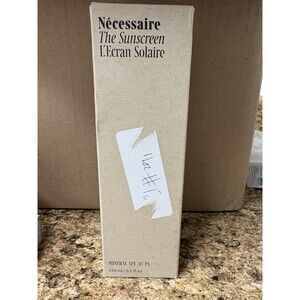 Nécessaire
The Sunscreen
L'Ecran Solaire
MINERAL SPF 30 PA+++
150 ml / 5.1 fl oz